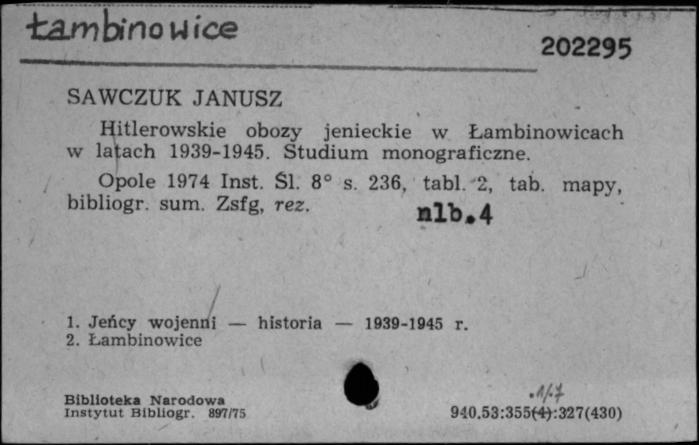 Łambinowice
202295
SAWCZUK JANUSZ
Hitlerowskie obozy jenieckie w Łambinowicach
w latach 1939-1945. Studium monograficzne.
Opole 1974 Inst. Śl. 8° s. 236, tabl. 2, tab. mapy,
bibliogr. sum. Zsfg, rez.
nlb.4
1. Jeńcy wojenni — historia — 1939-1945 r.
2. Łambinowice
Biblioteka Narodowa
Instytut Bibliogr. 897/75
940.53:355(4):327(430)